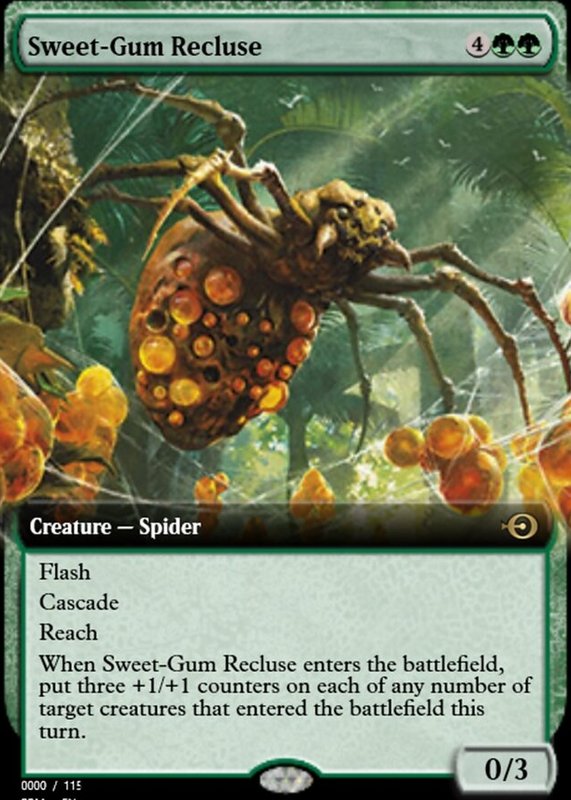 Sweet-Gum Recluse 4
Creature — Spider
Flash
Cascade
Reach
When Sweet-Gum Recluse enters the battlefield,
put three +1/+1 counters on each of any number of
target creatures that entered the battlefield this
turn.
0/3
0000 / 115